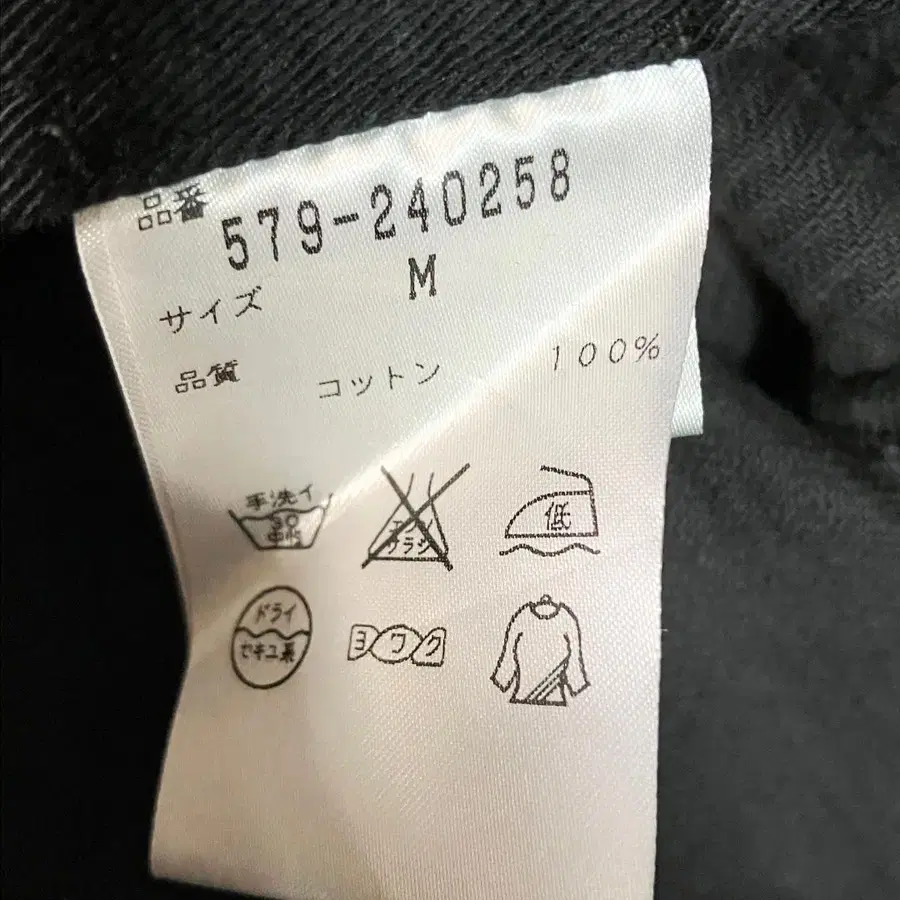 品番
579-240258
サイズ M
品質 コットン 100%
手洗イ
30
中性
エンソ
サラシ
低
ドライ
セキユ系
ヨワク